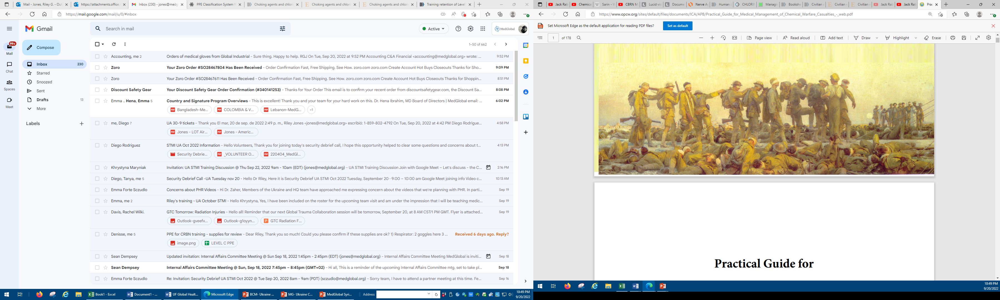 Mail - Jones, Riley G. - Out
https://attachments.office.
Inbox (230) - jones@medg
PPE Classification System f
Choking agents and chlori
Choking agents and chlori
Choking agents and chlori
Training retention of Level
https://mail.google.com/mail/u/0/#inbox
Gmail
Search in mail
Active
MedGlobal
99+
Mail
Chat
Spaces
Meet
Compose
Inbox 230
Starred
Snoozed
Sent
Drafts 13
More
Labels
1–50 of 662
Accounting, me 2 Orders of medical gloves from Global Industrial - Sure thing. Happy to help. RGJ On Tue, Sep 20, 2022 at 9:52 PM Accounting C&A Financial <accounting@medglobal.org> wrote: ... 9:52 PM
Zoro Your Zoro Order #SO28467804 Has Been Received - Order Confirmation Fast, Free Shipping. See How. zoro.com zoro.com Create Account Hot Buys Closeouts Thanks for Sho... 9:09 PM
Zoro Your Zoro Order #SO28467611 Has Been Received - Order Confirmation Fast, Free Shipping. See How. zoro.com zoro.com Create Account Hot Buys Closeouts Thanks for Shoppin... 8:51 PM
Discount Safety Gear Your Discount Safety Gear Order Confirmation (#340141253) - Thanks for Your Order This email is to confirm your recent order from discountsafetygear.com, the Discount Sa... 8:08 PM
Emma .. Hena, Emma 5 Country and Signature Program Overviews - This is excellent! Thank you and your team for your hard work on this. Dr. Hena Ibrahim, MD Board of Directors | MedGlobal email: ... 6:02 PM
Bangladesh-Me... COLOMBIA & V... Lebanon-MedG... +1
me, Diego 7 UA 30-9 tickets - Thank you El mar, 20 de sep. de 2022 2:49 p. m., Riley Jones <jones@medglobal.org> escribió: 1-859-802-4792 On Tue, Sep 20, 2022 at 4:42 PM Diego Rodrigue... 4:58 PM
Jones - LOT Air... Jones - Americ...
Diego Rodriguez STMI UA Oct 2022 Information - Hello Volunteers, Thank you for joining today's security debrief call, I hope this opportunity helped to clear some questions and concerns about t... 4:13 PM
Security Debrie... _VOLUNTEER O... 220404_MedGl...
Khrystyna Maryniak Invitation: UA STMI Training Discussion @ Thu Sep 22, 2022 9am - 10am (EDT) (jones@medglobal.org) - UA STMI Training Discussion Join with Google Meet – Let's discuss - the C... 2:16 PM
Diego, Tanya, me 5 Security Debrief Call -UA Tuesday nov 20 - Hello Dr Riley, Here it is Security Debrief UA STMI Oct 2022 Tuesday, September 20 · 9:00 – 10:00 am Google Meet joining info Video c... 10:13 AM
Emma Forte Sczudlo Concerns about PHR Videos - Hi Dr. Zaher, Members of the Ukraine and HQ team have approached me expressing concern about the videos that we're planning with PHR. In parti... Sep 19
Emma, me 2 Riley's training - UA October STMI - Hello Khrystyna, Yes, I have been included on the roster for the upcoming team visit and am under the impression that I will be teaching medic... Sep 19
Davis, Rachel Wilki. GTC Tomorrow: Radiation Injuries - Hello all! Reminder that our next Global Trauma Collaboration session will be tomorrow, September 20, at 8 AM CST/1 PM GMT. Flyer is attached... Sep 19
Outlook-gveefx... Outlook-g1oyyn... GTC Radiation F...
Denisse, me 5 PPE for CRBN training - supplies for review - Dear Riley, Thank you so much! Could you please confirm if these supplies are ok? 1) Respirator: 2 goggles here 3 ... Received 6 days ago. Reply?
image.png LEVEL C PPE
Sean Dempsey Updated invitation: Internal Affairs Committee Meeting @ Sun Sep 18, 2022 1:45pm - 2:45pm (EDT) (jones@medglobal.org) - Internal Affairs Committee Meeting MedGlobal is inviti... Sep 18
Sean Dempsey Internal Affairs Committee Meeting @ Sun, Sep 18, 2022 7:45pm – 8:45pm (GMT+02) - Hi all, This is a reminder of the upcoming Internal Affairs Committee mtg. set to take pl... Sep 18
Emma Forte Sczudlo Re: Invitation: Security Debrief UA STMI Oct 2022 @ Tue Sep 20, 2022 8am - 9am (PDT) (sczudlo@medglobal.org) - Sorry team, I have to attend a partner meeting at this time. Fe... Sep 16
Book1 - Excel
Document1 - ...
UF Global Healt...
Microsoft Edge
BCM- Ukraine ...
MG- Ukraine C...
MedGlobal Syri...
Address
10:49 PM
9/20/2022
Jack Rab
Chemica
Sarin - W
CBRN M
Lucid vis
Docume
Nerve A
Human c
CHLORI
Managin
Bookshe
Civilian e
Civilian e
Civilian e
Jack Rab
Jack Rab
Prac
https://www.opcw.org/sites/default/files/documents/ICA/APB/Practical_Guide_for_Medical_Management_of_Chemical_Warfare_Casualties_-_web.pdf
Set Microsoft Edge as the default application for reading PDF files?
Set as default
1 of 178
Page view
Read aloud
Add text
Draw
Highlight
Erase
Practical Guide for
10:49 PM
9/20/2022